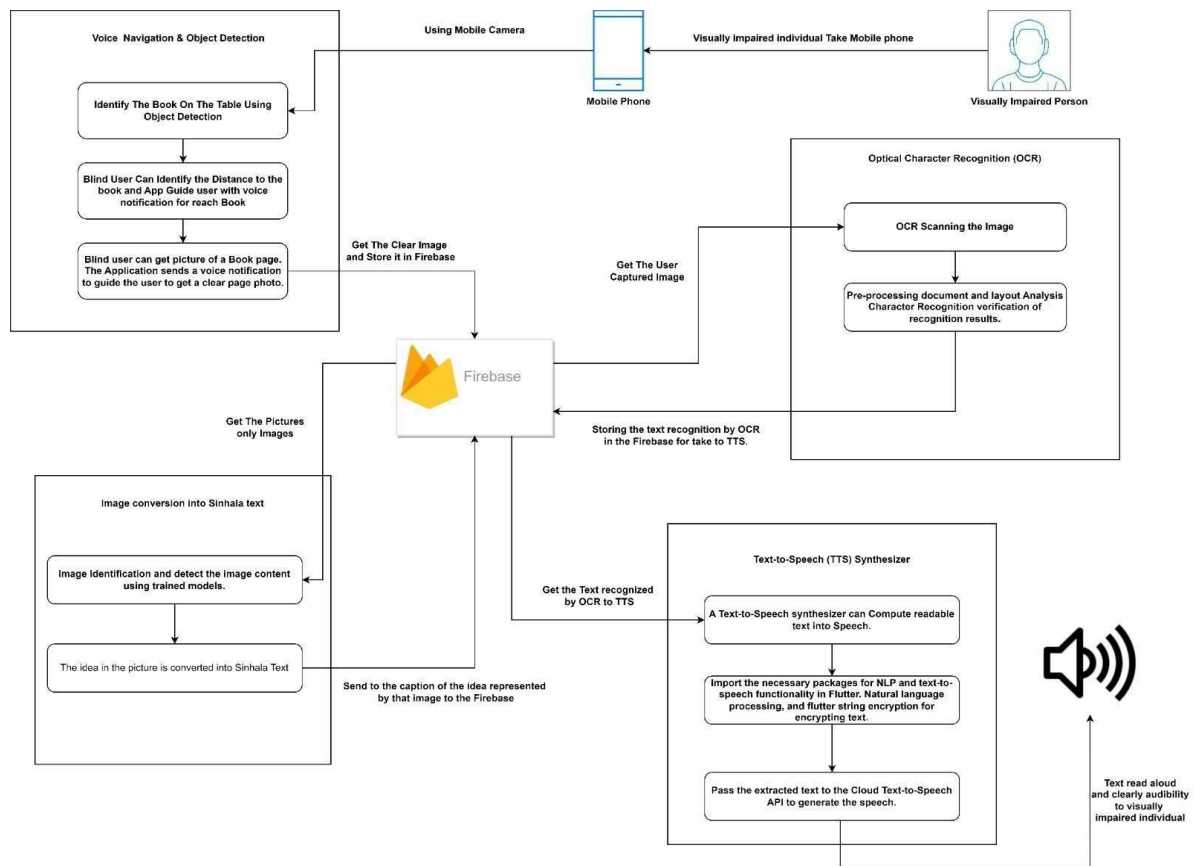 Voice Navigation & Object Detection
Using Mobile Camera
Visually impaired individual Take Mobile phone
Mobile Phone
Visually Impaired Person
Identify The Book On The Table Using
Object Detection
Blind User Can Identify the Distance to the
book and App Guide user with voice
notification for reach Book
Blind user can get picture of a Book page.
The Application sends a voice notification
to guide the user to get a clear page photo.
Get The Clear Image
and Store it in Firebase
Optical Character Recognition (OCR)
OCR Scanning the Image
Get The User
Captured Image
Pre-processing document and layout Analysis
Character Recognition verification of
recognition results.
Firebase
Storing the text recognition by OCR
in the Firebase for take to TTS.
Get The Pictures
only Images
Image conversion into Sinhala text
Image Identification and detect the image content
using trained models.
The idea in the picture is converted into Sinhala Text
Send to the caption of the idea represented
by that image to the Firebase
Get the Text recognized
by OCR to TTS
Text-to-Speech (TTS) Synthesizer
A Text-to-Speech synthesizer can Compute readable
text into Speech.
Import the necessary packages for NLP and text-to-
speech functionality in Flutter. Natural language
processing, and flutter string encryption for
encrypting text.
Pass the extracted text to the Cloud Text-to-Speech
API to generate the speech.
Text read aloud
and clearly audibility
to visually
impaired individual